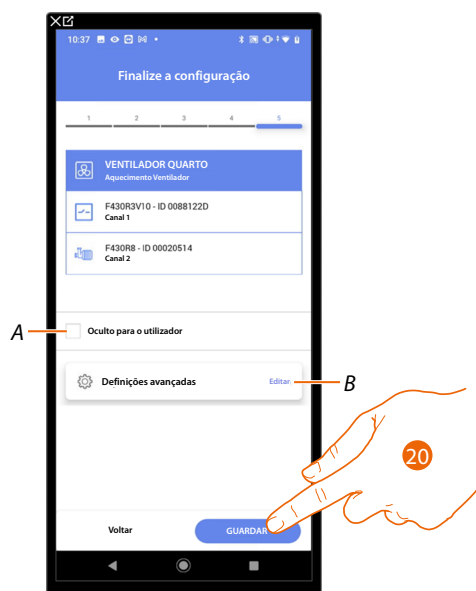 10:37
Finalize a configuração
1 2 3 4 5
VENTILADOR QUARTO
Aquecimento Ventilador
F430R3V10 - ID 0088122D
Canal 1
F430R8 - ID 00020514
Canal 2
A
Oculto para o utilizador
Definições avançadas Editar
B
20
Voltar GUARDAR